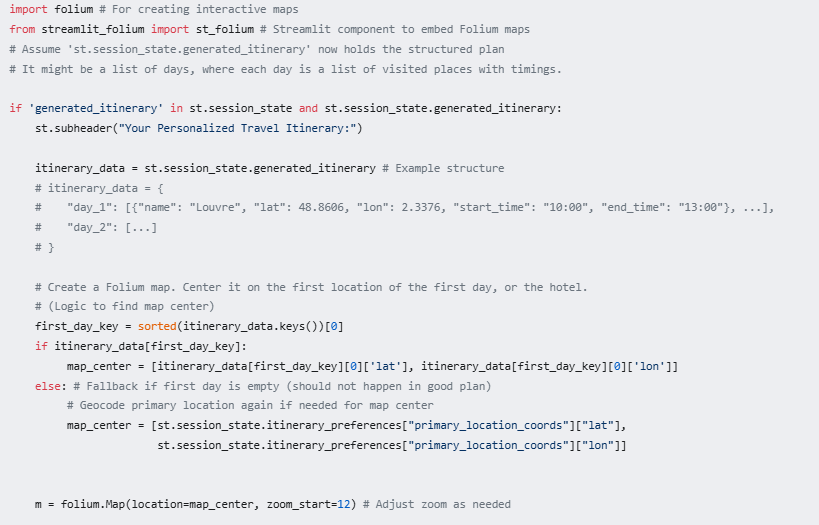 import folium # For creating interactive maps
from streamlit_folium import st_folium # Streamlit component to embed Folium maps
# Assume 'st.session_state.generated_itinerary' now holds the structured plan
# It might be a list of days, where each day is a list of visited places with timings.
if 'generated_itinerary' in st.session_state and st.session_state.generated_itinerary:
    st.subheader("Your Personalized Travel Itinerary:")
    itinerary_data = st.session_state.generated_itinerary # Example structure
    # itinerary_data = {
    #    "day_1": [{"name": "Louvre", "lat": 48.8606, "lon": 2.3376, "start_time": "10:00", "end_time": "13:00"}, ...],
    #    "day_2": [...]
    # }
    # Create a Folium map. Center it on the first location of the first day, or the hotel.
    # (Logic to find map center)
    first_day_key = sorted(itinerary_data.keys())[0]
    if itinerary_data[first_day_key]:
        map_center = [itinerary_data[first_day_key][0]['lat'], itinerary_data[first_day_key][0]['lon']]
    else: # Fallback if first day is empty (should not happen in good plan)
        # Geocode primary location again if needed for map center
        map_center = [st.session_state.itinerary_preferences["primary_location_coords"]["lat"],
                      st.session_state.itinerary_preferences["primary_location_coords"]["lon"]]
    m = folium.Map(location=map_center, zoom_start=12) # Adjust zoom as needed